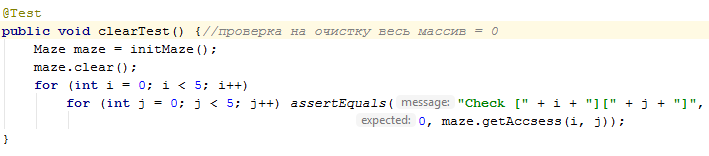 @Test
public void clearTest() {//проверка на очистку весь массив = 0
Maze maze = initMaze();
maze.clear();
for (int i = 0; i < 5; i++)
for (int j = 0; j < 5; j++) assertEquals( message: "Check [" + i + "][" + j + "]",
expected: 0, maze.getAccsess(i, j));
}